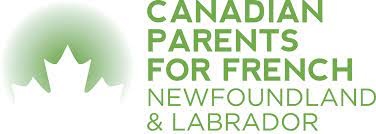 CANADIAN
PARENTS
FOR FRENCH
NEWFOUNDLAND
& LABRADOR